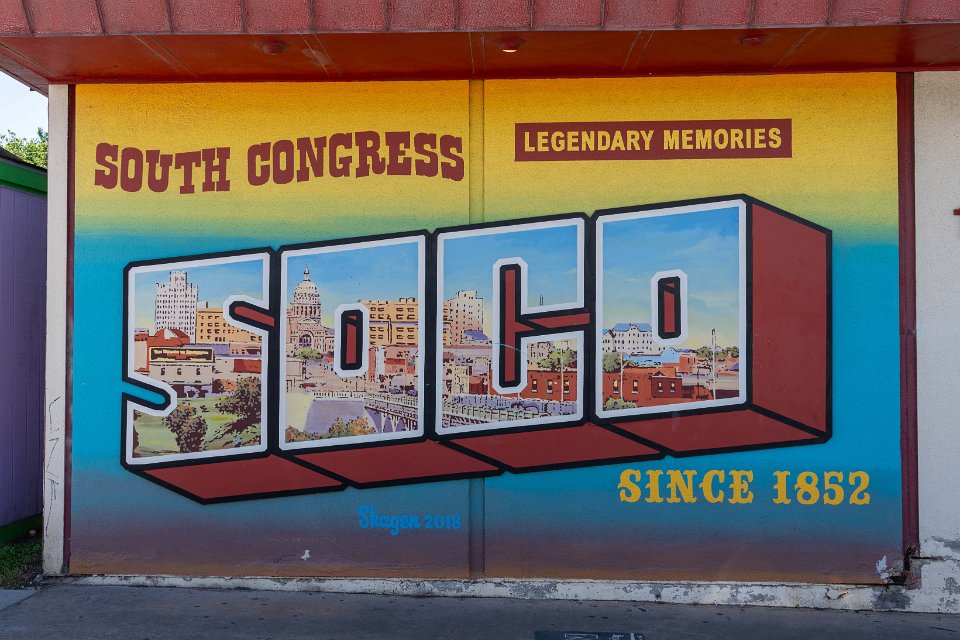 SOUTH CONGRESS
LEGENDARY MEMORIES
SOCO
SINCE 1852
Skagen 2018